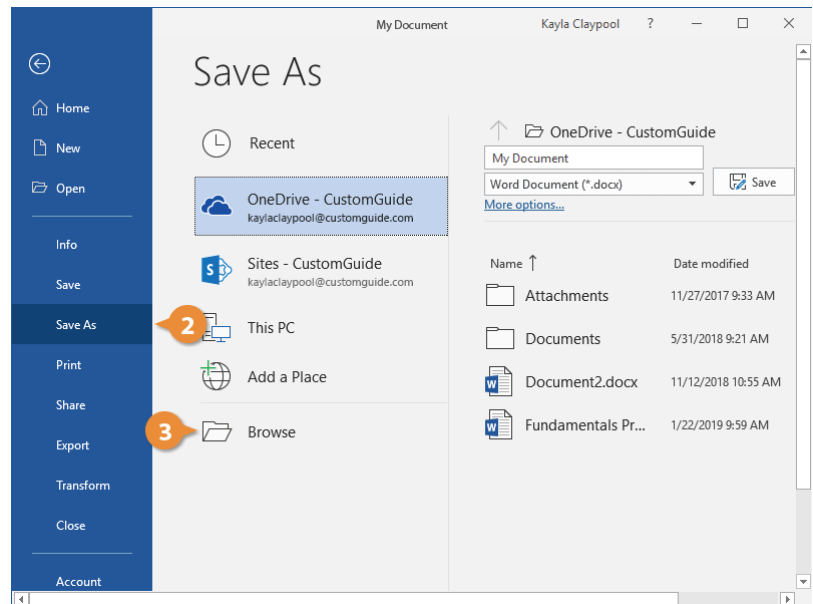 My Document
Kayla Claypool
?
Save As
Home
New
Open
Info
Save
Save As
Print
Share
Export
Transform
Close
Account
2
3
Recent
OneDrive - CustomGuide
kaylaclaypool@customguide.com
Sites - CustomGuide
kaylaclaypool@customguide.com
This PC
Add a Place
Browse
OneDrive - CustomGuide
My Document
Word Document (*.docx)
Save
More options...
Name Date modified
Attachments 11/27/2017 9:33 AM
Documents 5/31/2018 9:21 AM
Document2.docx 11/12/2018 10:55 AM
Fundamentals Pr... 1/22/2019 9:59 AM